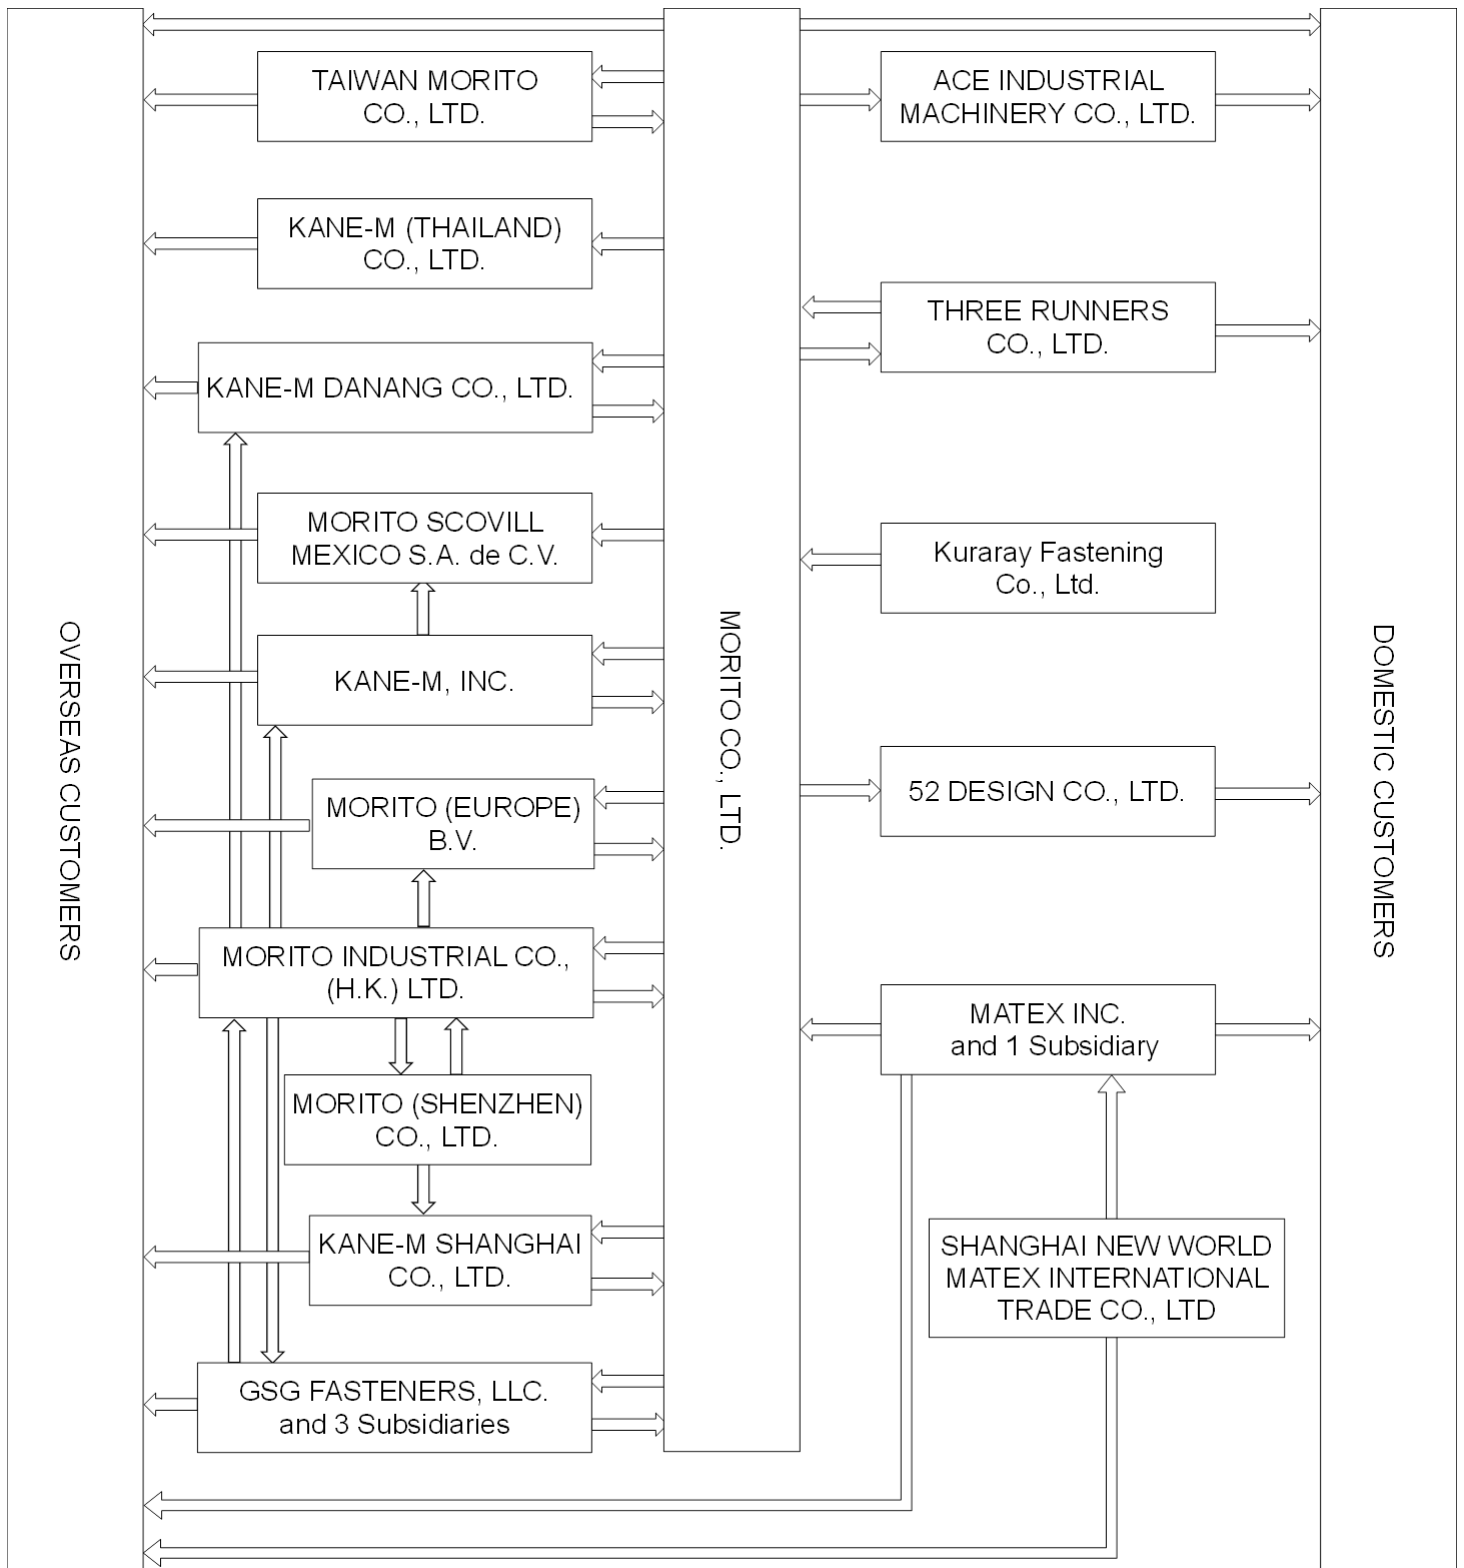 TAIWAN MORITO
CO., LTD.
KANE-M (THAILAND)
CO., LTD.
KANE-M DANANG CO., LTD.
MORITO SCOVILL
MEXICO S.A. de C.V.
KANE-M, INC.
MORITO (EUROPE)
B.V.
MORITO INDUSTRIAL CO.,
(H.K.) LTD.
MORITO (SHENZHEN)
CO., LTD.
KANE-M SHANGHAI
CO., LTD.
GSG FASTENERS, LLC.
and 3 Subsidiaries
OVERSEAS CUSTOMERS
MORITO CO., LTD.
ACE INDUSTRIAL
MACHINERY CO., LTD.
THREE RUNNERS
CO., LTD.
Kuraray Fastening
Co., Ltd.
52 DESIGN CO., LTD.
MATEX INC.
and 1 Subsidiary
SHANGHAI NEW WORLD
MATEX INTERNATIONAL
TRADE CO., LTD
DOMESTIC CUSTOMERS